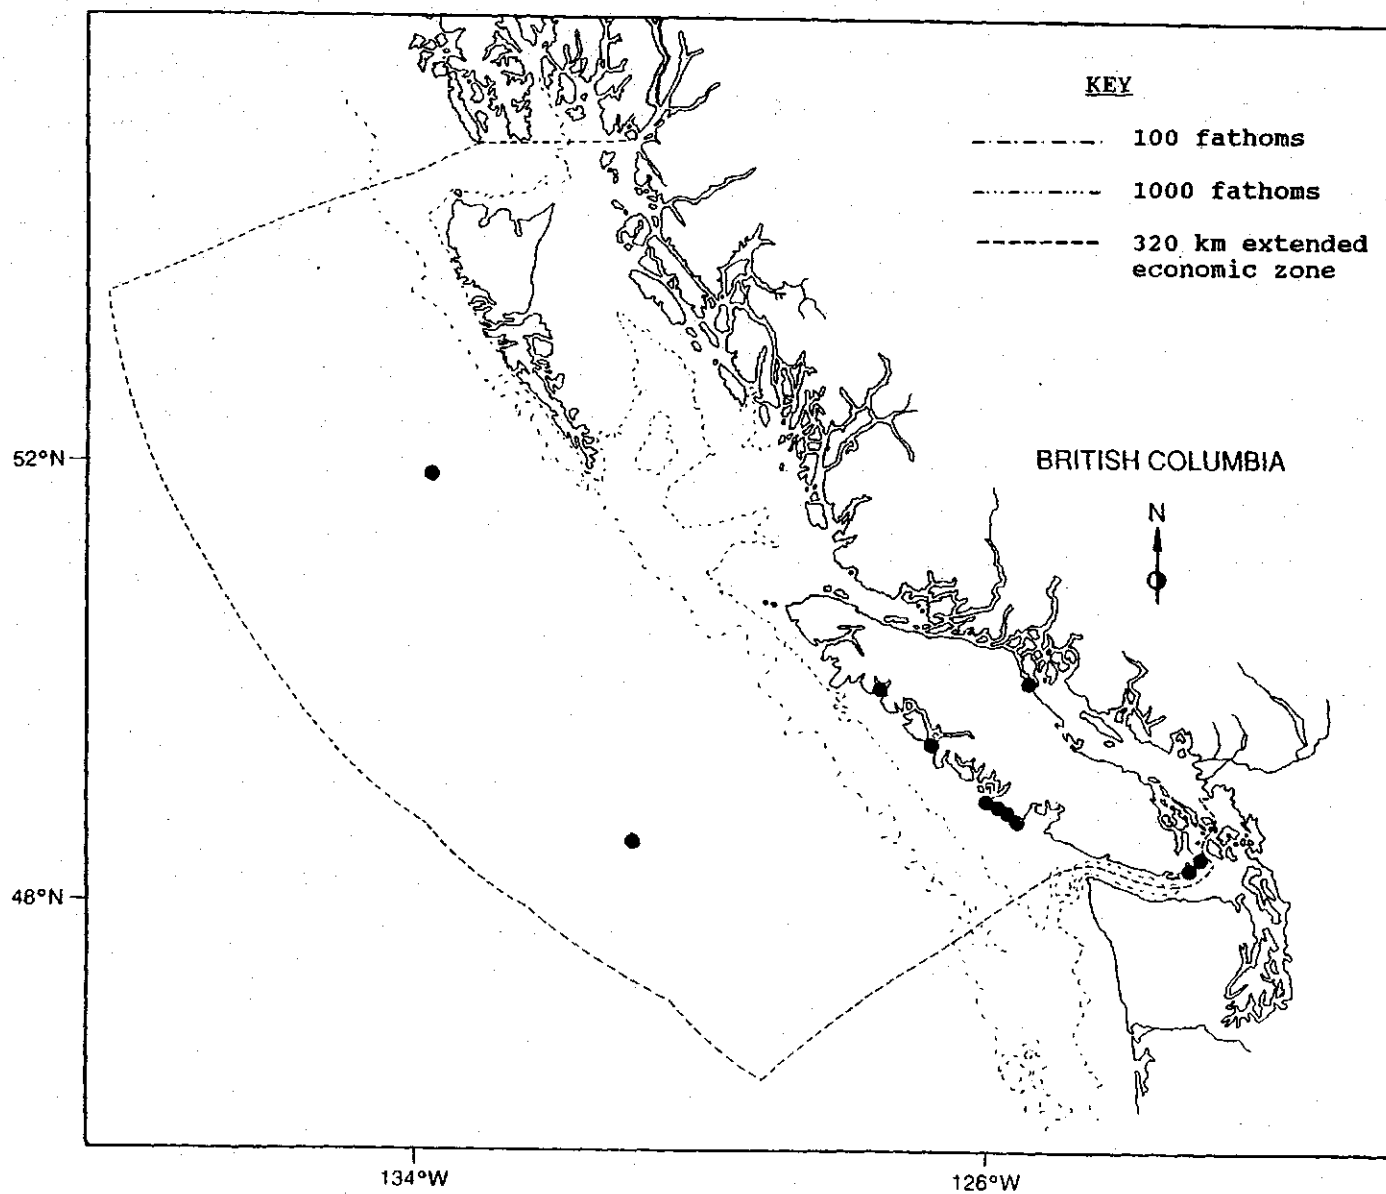 KEY
100 fathoms
1000 fathoms
320 km extended
economic zone
52°N
BRITISH COLUMBIA
N
48°N
134°W
126°W